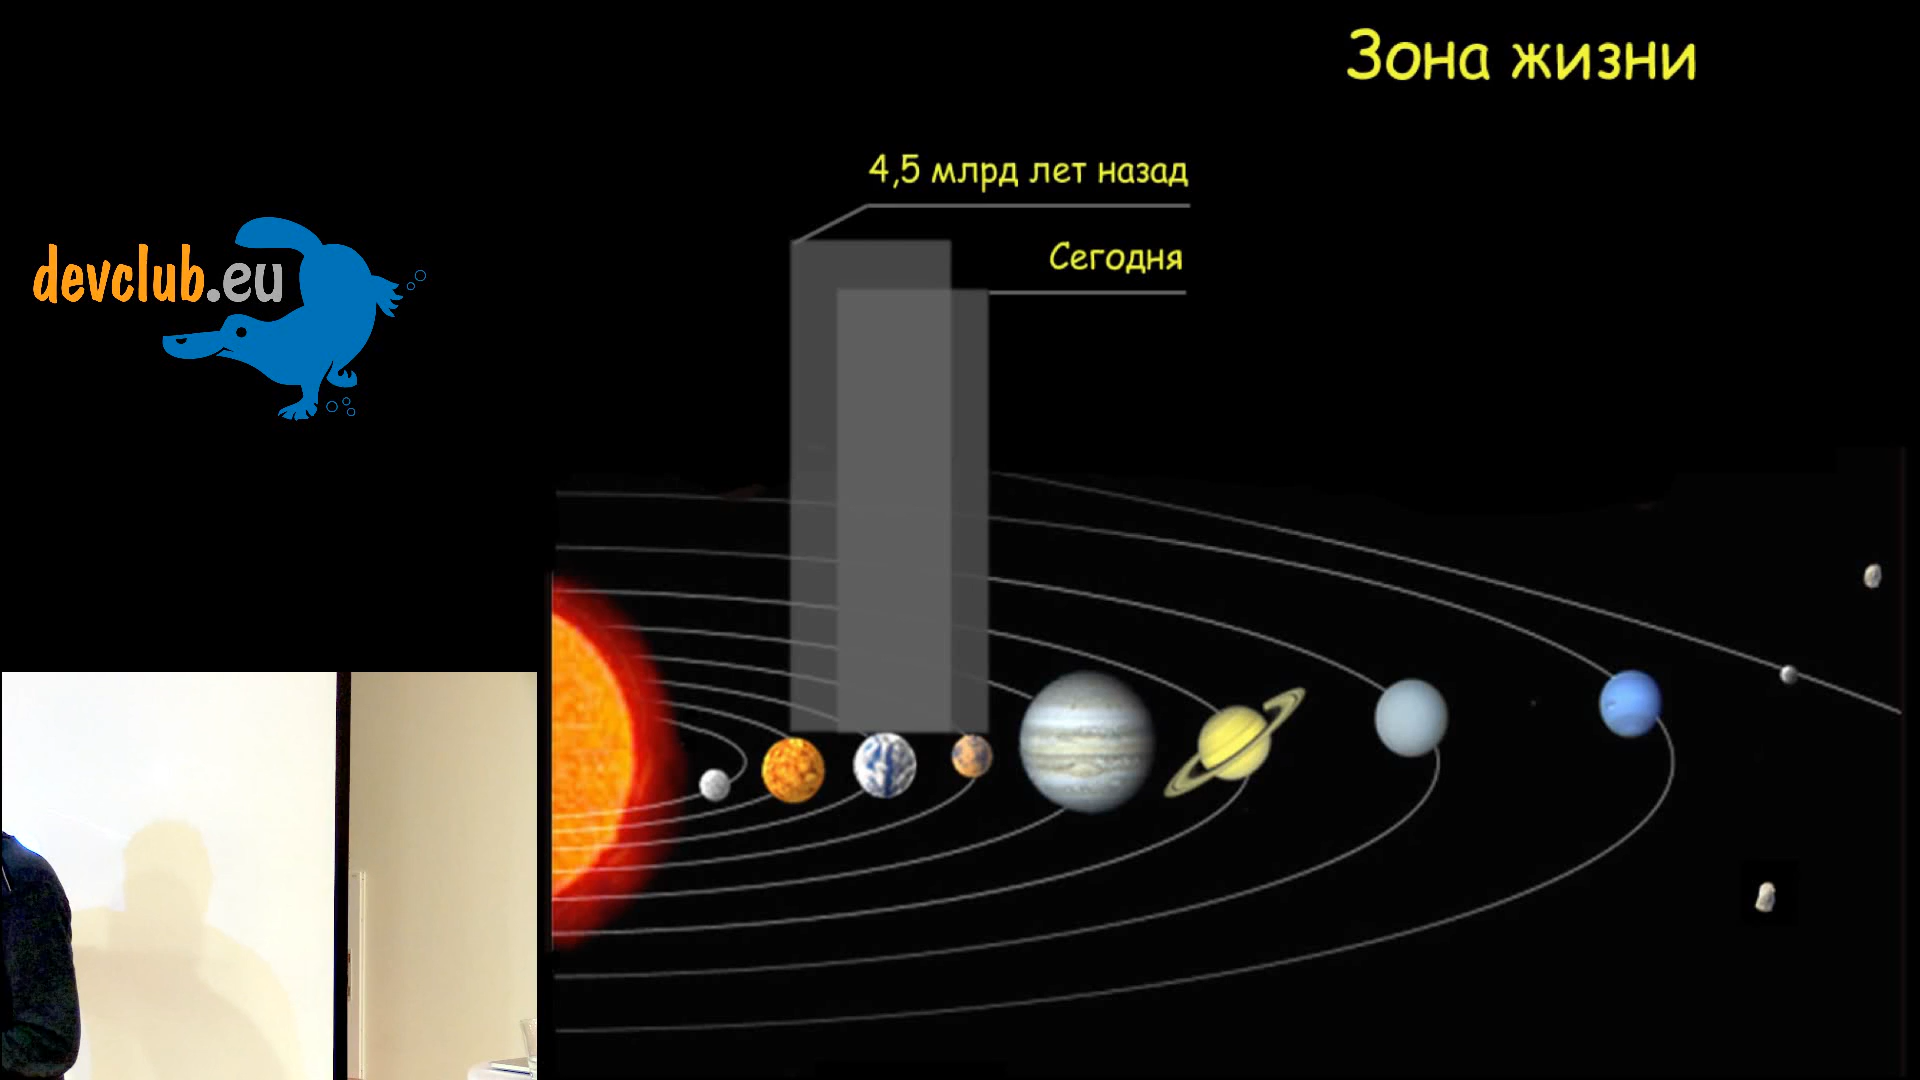 Зона жизни
4,5 млрд лет назад
Сегодня
devclub.eu